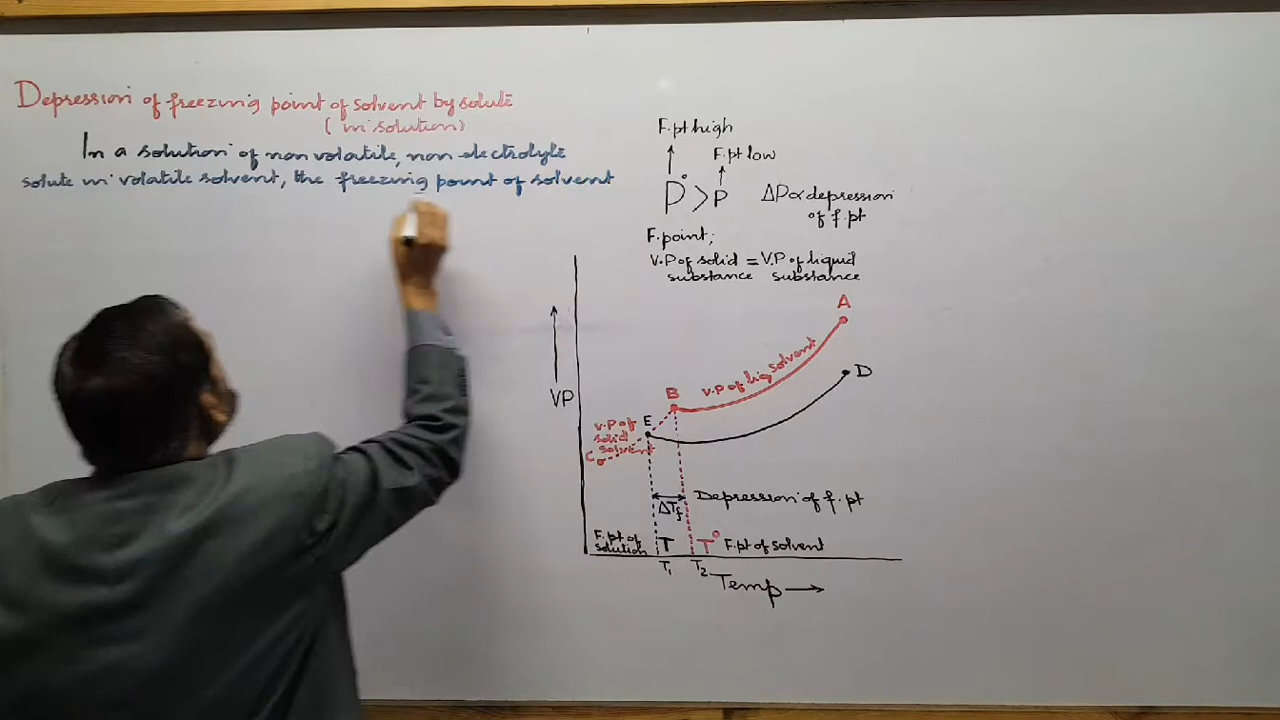 Depression of freezing point of solvent by solute
(in solution)
In a solution of non volatile, non electrolyte
solute in volatile solvent, the freezing point of solvent
F.pt high
F.pt low
P° > P
ΔP α depression
of f.pt
F.point;
V.P of solid = V.P of liquid
substance substance
A
V.P of liq solvent
D
B
E
VP
V.P of
solid
solvent
C
Depression of f.pt
ΔTf
F.pt of
solution
T
T° F.pt of solvent
T1
T2
Temp